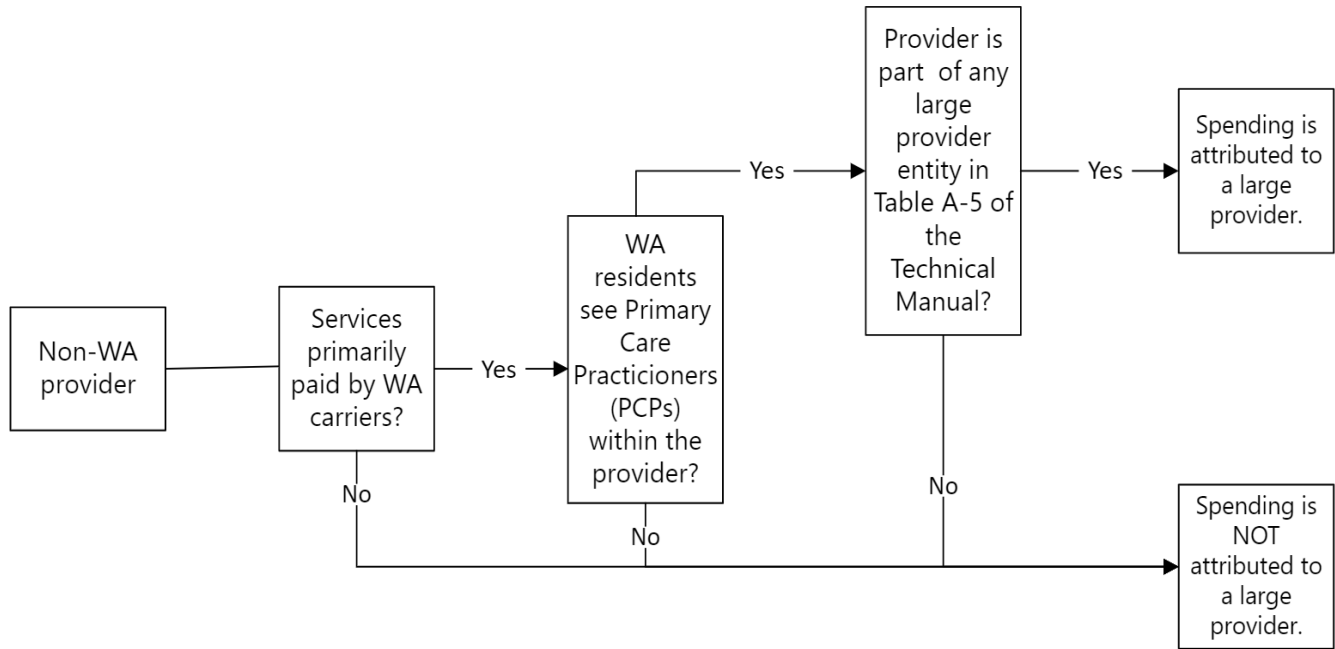 Non-WA
provider
Services
primarily
paid by WA
carriers?
Yes
No
WA
residents
see Primary
Care
Practicioners
(PCPs)
within the
provider?
Yes
No
Provider is
part of any
large
provider
entity in
Table A-5 of
the
Technical
Manual?
Yes
No
Spending is
attributed to
a large
provider.
Spending is
NOT
attributed to
a large
provider.